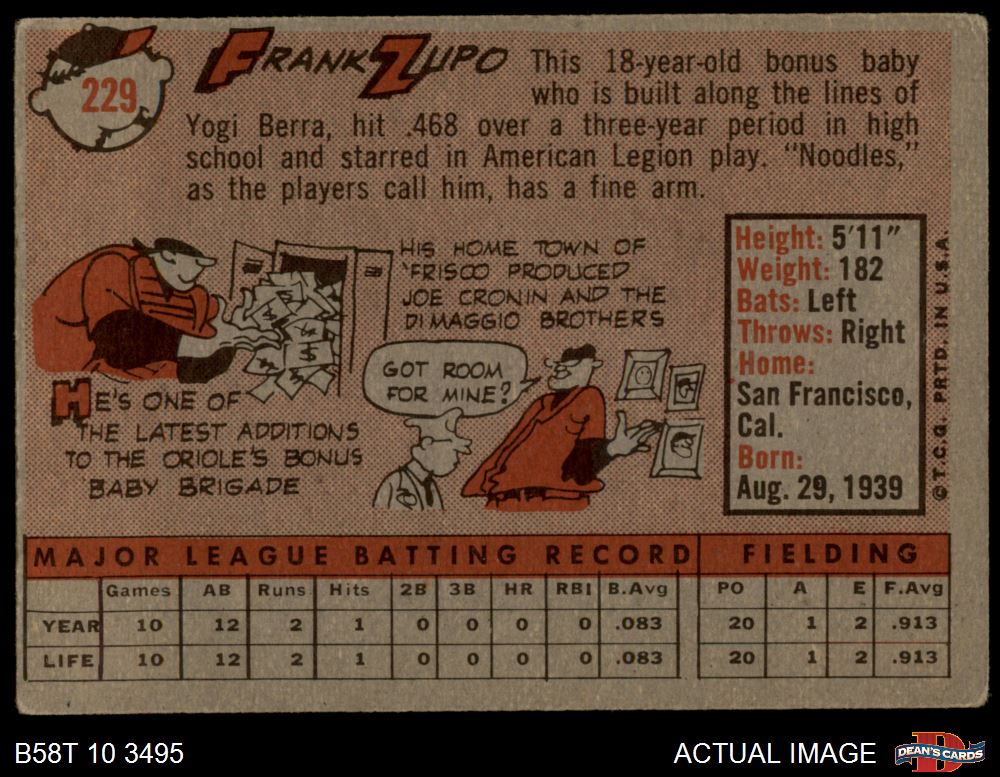 229
FRANK ZUPO
This 18-year-old bonus baby
who is built along the lines of
Yogi Berra, hit .468 over a three-year period in high
school and starred in American Legion play. "Noodles,"
as the players call him, has a fine arm.
HE'S ONE OF
THE LATEST ADDITIONS
TO THE ORIOLE'S BONUS
BABY BRIGADE
HIS HOME TOWN OF
'FRISCO PRODUCED
JOE CRONIN AND THE
DI MAGGIO BROTHERS
GOT ROOM
FOR MINE?
Height: 5'11"
Weight: 182
Bats: Left
Throws: Right
Home:
San Francisco,
Cal.
Born:
Aug. 29, 1939
© T.C.G. PRTD. IN U.S.A.
MAJOR LEAGUE BATTING RECORD FIELDING
Games AB Runs Hits 2B 3B HR RBI B.Avg PO A E F.Avg
YEAR 10 12 2 1 0 0 0 0 .083 20 1 2 .913
LIFE 10 12 2 1 0 0 0 0 .083 20 1 2 .913
B58T 10 3495 ACTUAL IMAGE DEAN'S CARDS